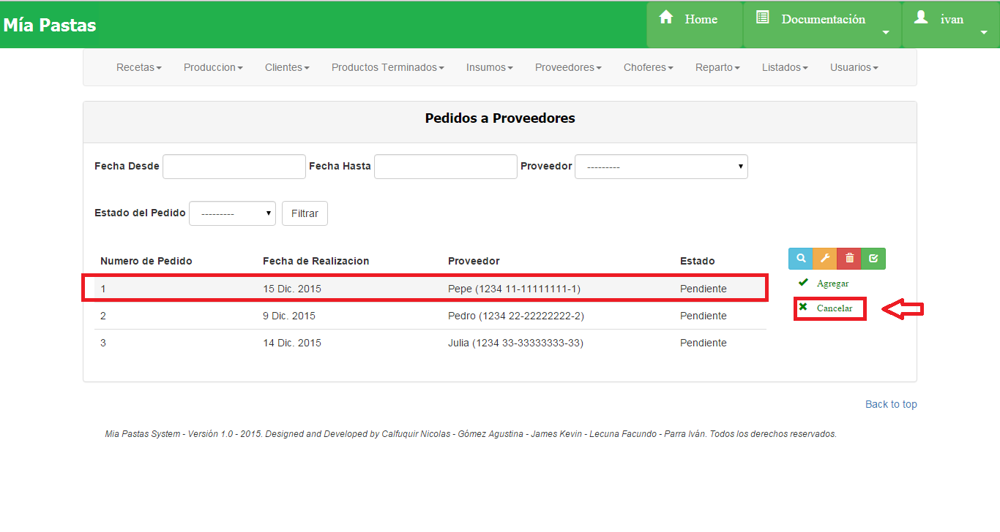 Mía Pastas
Home
Documentación
ivan
Recetas
Produccion
Clientes
Productos Terminados
Insumos
Proveedores
Choferes
Reparto
Listados
Usuarios
Pedidos a Proveedores
Fecha Desde
Fecha Hasta
Proveedor
---------
Estado del Pedido
---------
Filtrar
Numero de Pedido Fecha de Realizacion Proveedor Estado
1 15 Dic. 2015 Pepe (1234 11-11111111-1) Pendiente
2 9 Dic. 2015 Pedro (1234 22-22222222-2) Pendiente
3 14 Dic. 2015 Julia (1234 33-33333333-33) Pendiente
Agregar
Cancelar
Back to top
Mia Pastas System - Versión 1.0 - 2015. Designed and Developed by Calfuquir Nicolas - Gómez Agustina - James Kevin - Lecuna Facundo - Parra Iván. Todos los derechos reservados.